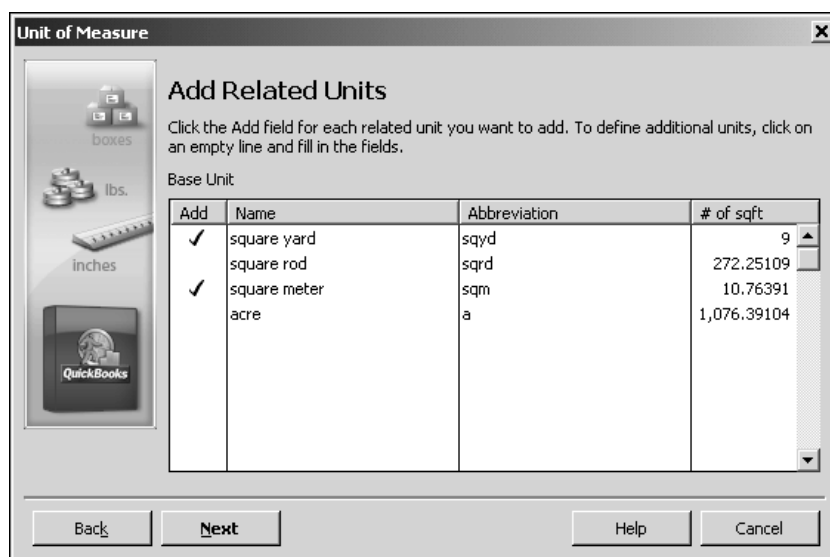 Unit of Measure
boxes
lbs.
inches
QuickBooks
Add Related Units
Click the Add field for each related unit you want to add. To define additional units, click on
an empty line and fill in the fields.
Base Unit
Add Name Abbreviation # of sqft
square yard sqyd 9
square rod sqrd 272.25109
square meter sqm 10.76391
acre a 1,076.39104
Back Next Help Cancel